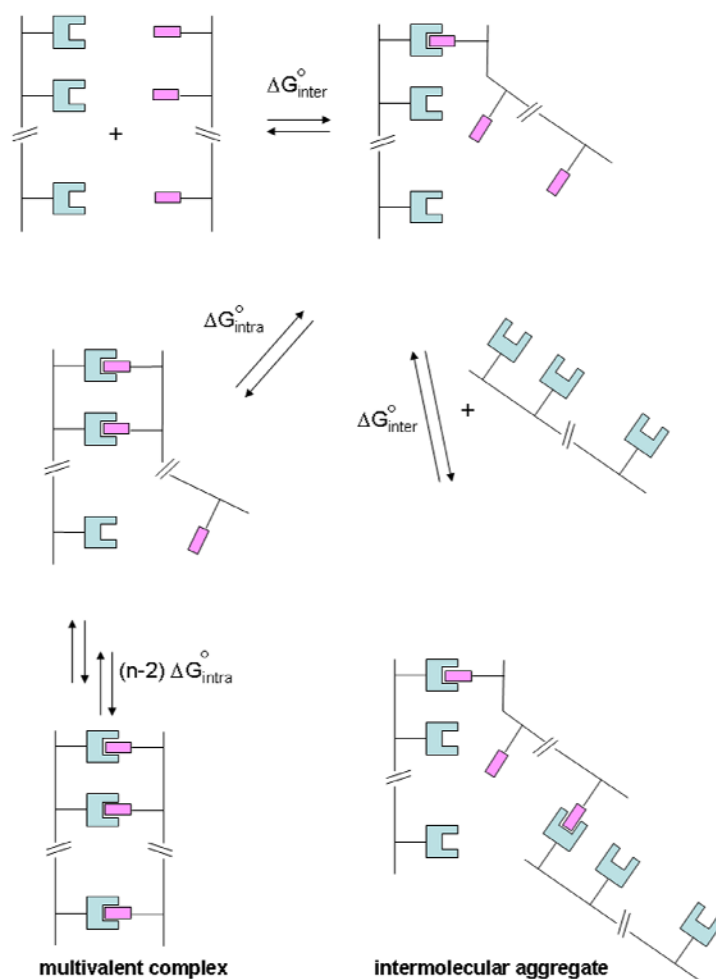 ΔG°inter
+
ΔG°intra
ΔG°inter
+
(n-2) ΔG°intra
multivalent complex
intermolecular aggregate